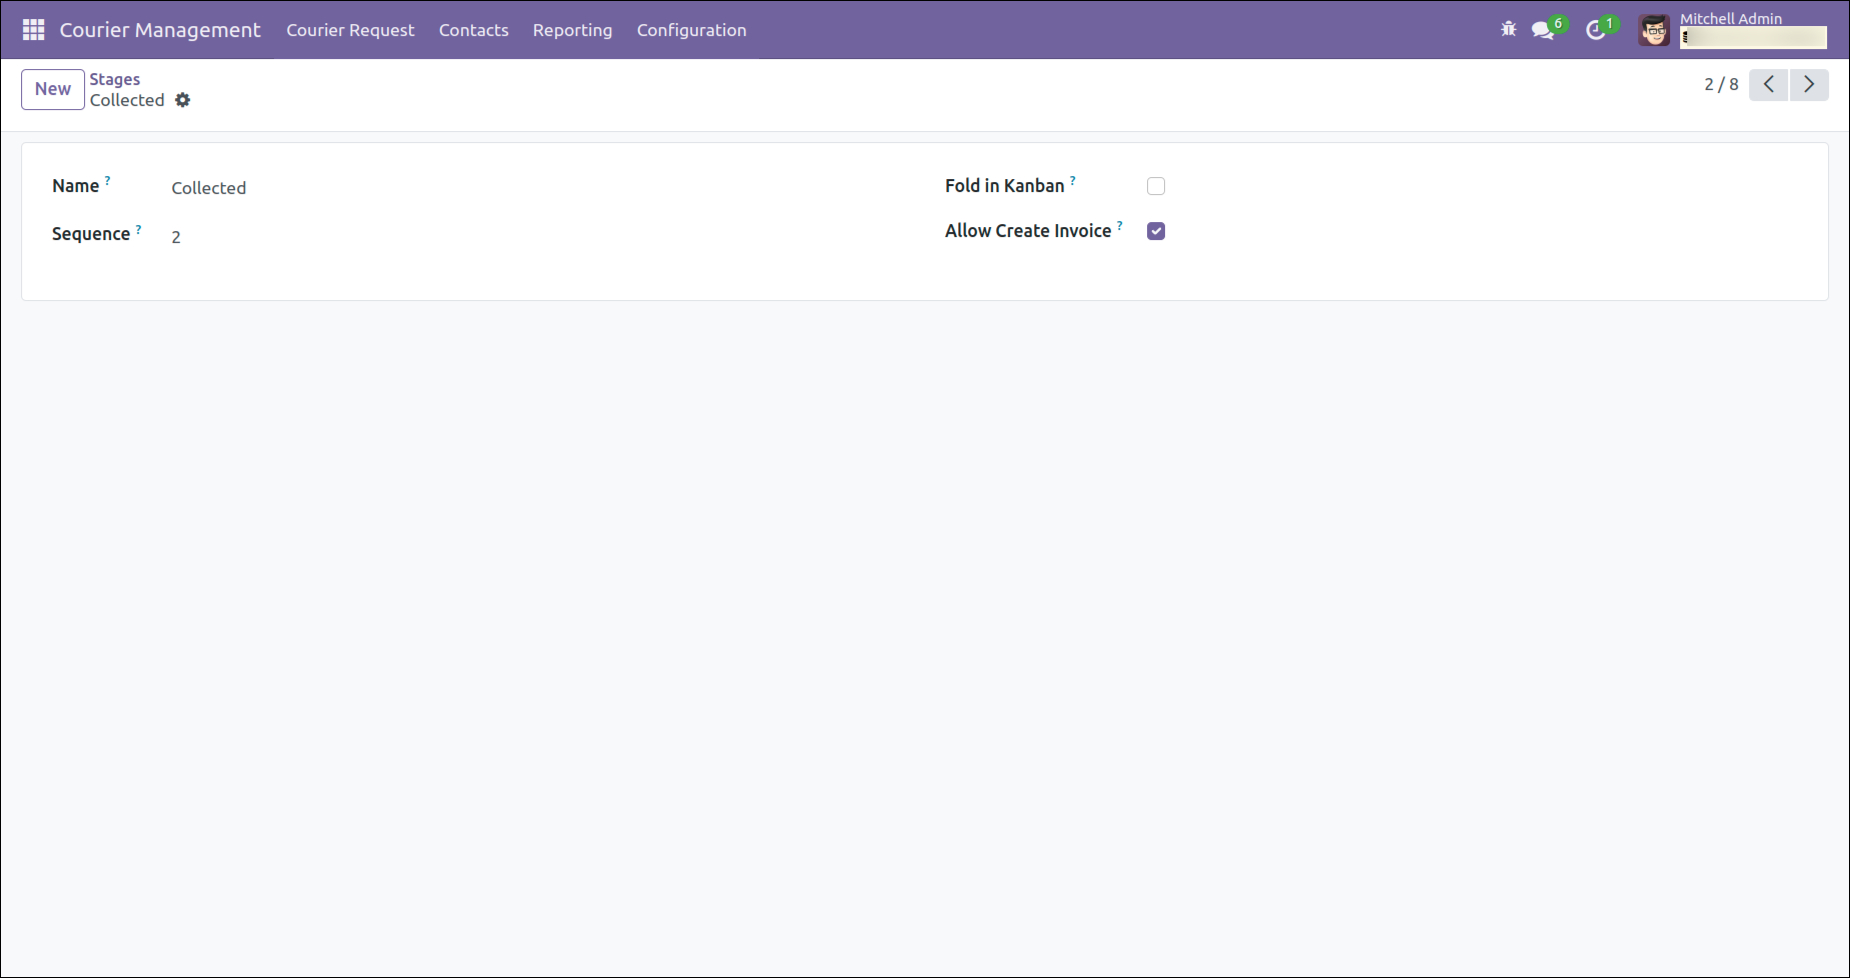 Courier Management Courier Request Contacts Reporting Configuration 6 1 Mitchell Admin
New Stages
Collected 2 / 8
Name ? Collected Fold in Kanban ?
Sequence ? 2 Allow Create Invoice ?